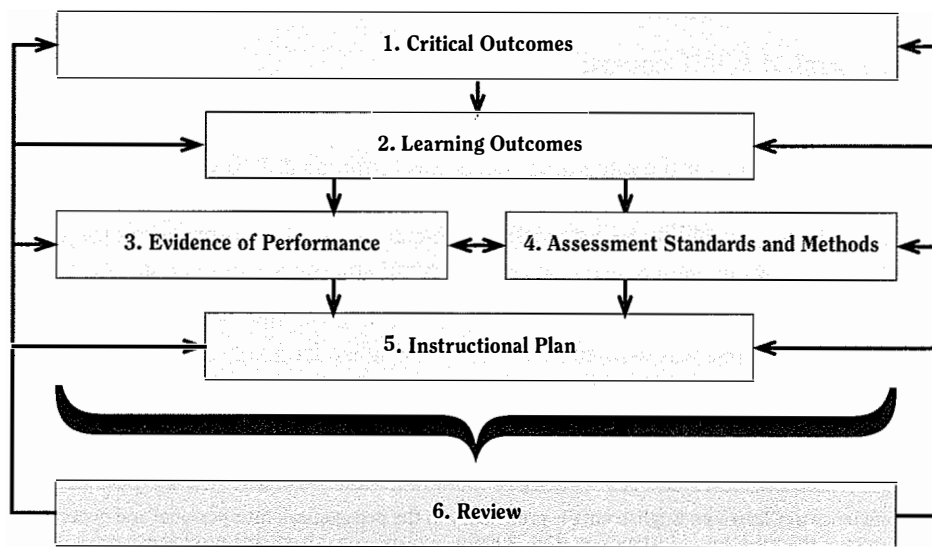 1. Critical Outcomes
2. Learning Outcomes
3. Evidence of Performance
4. Assessment Standards and Methods
5. Instructional Plan
6. Review